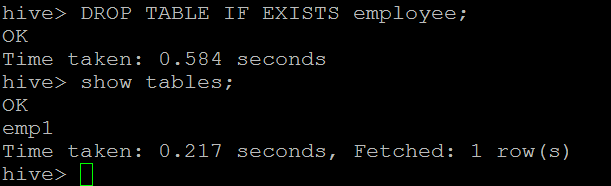 hive> DROP TABLE IF EXISTS employee;
OK
Time taken: 0.584 seconds
hive> show tables;
OK
emp1
Time taken: 0.217 seconds, Fetched: 1 row(s)
hive>